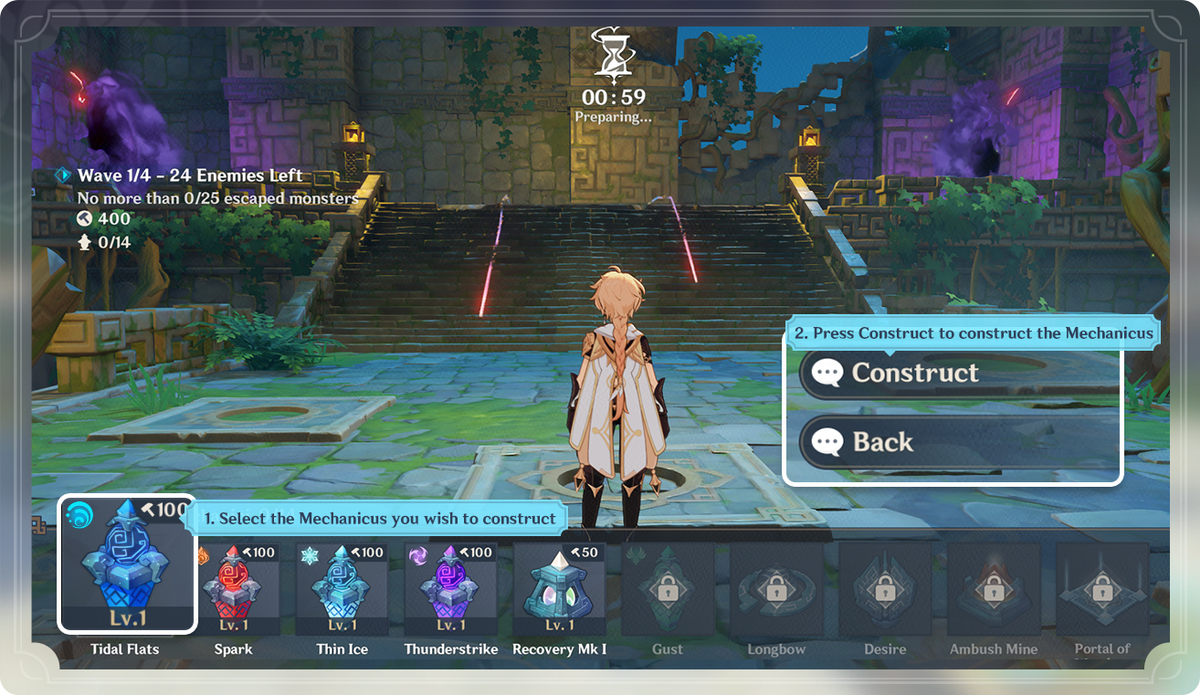 00:59
Preparing...
Wave 1/4 - 24 Enemies Left
No more than 0/25 escaped monsters
400
0/14
2. Press Construct to construct the Mechanicus
Construct
Back
1. Select the Mechanicus you wish to construct
100
100
100
100
50
Lv.1
Lv. 1
Lv. 1
Lv. 1
Lv. 1
Tidal Flats
Spark
Thin Ice
Thunderstrike
Recovery Mk I
Gust
Longbow
Desire
Ambush Mine
Portal of